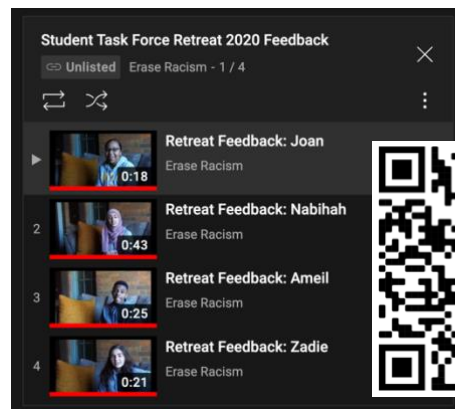 Student Task Force Retreat 2020 Feedback
Unlisted Erase Racism - 1 / 4
Retreat Feedback: Joan
0:18
Erase Racism
2
Retreat Feedback: Nabihah
0:43
Erase Racism
3
Retreat Feedback: Ameil
0:25
Erase Racism
4
Retreat Feedback: Zadie
0:21
Erase Racism